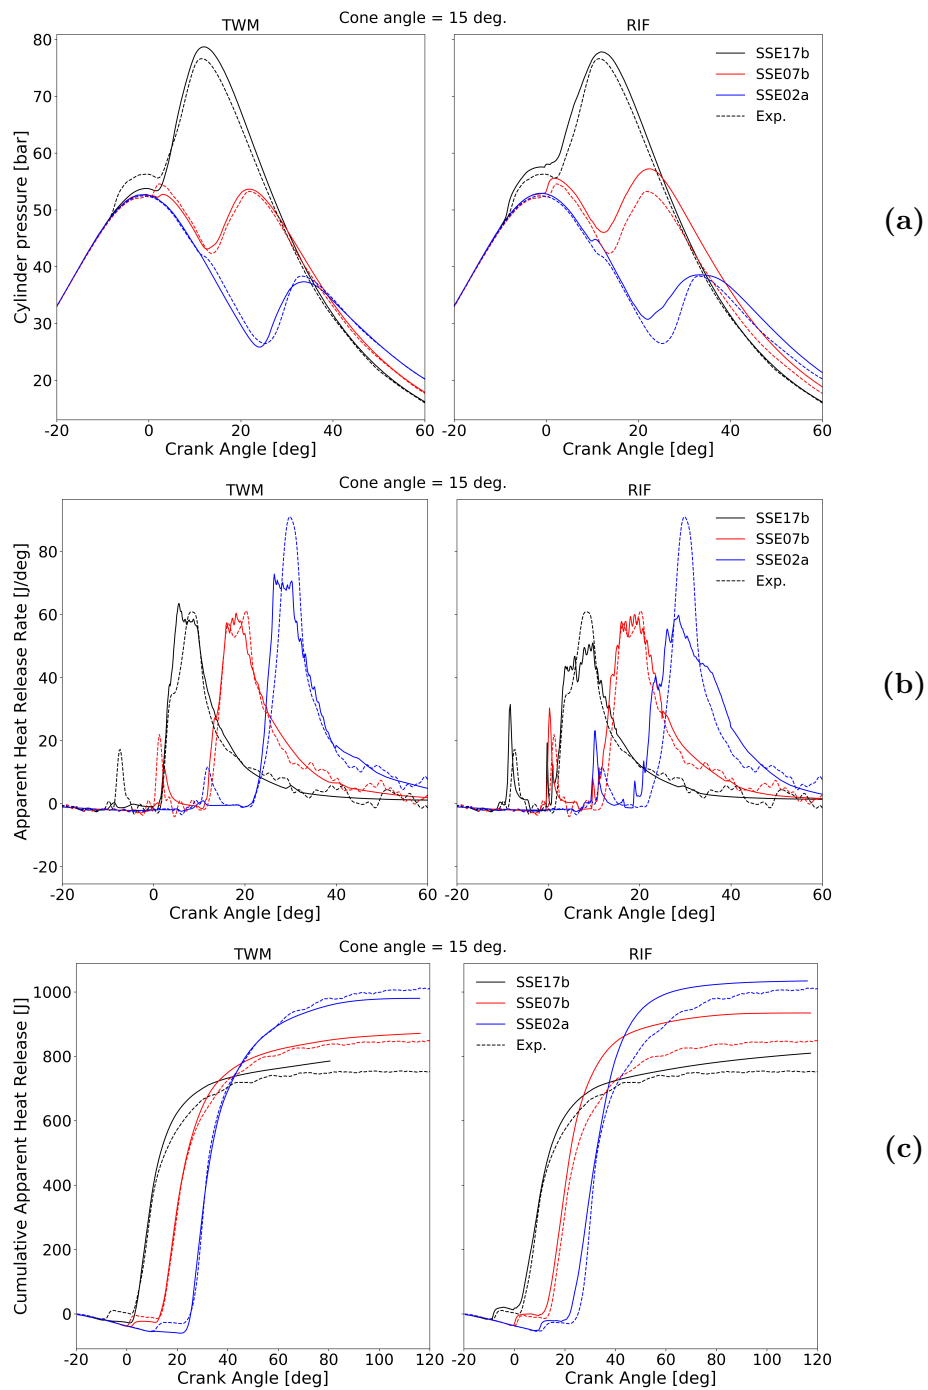 Cone angle = 15 deg.
TWM
RIF
80
70
60
50
40
30
20
Cylinder pressure [bar]
SSE17b
SSE07b
SSE02a
Exp.
(a)
-20 0 20 40 60
-20 0 20 40 60
Crank Angle [deg]
Crank Angle [deg]
Cone angle = 15 deg.
TWM
RIF
80
60
40
20
0
-20
Apparent Heat Release Rate [J/deg]
SSE17b
SSE07b
SSE02a
Exp.
(b)
-20 0 20 40 60
-20 0 20 40 60
Crank Angle [deg]
Crank Angle [deg]
Cone angle = 15 deg.
TWM
RIF
1000
800
600
400
200
0
Cumulative Apparent Heat Release [J]
SSE17b
SSE07b
SSE02a
Exp.
(c)
-20 0 20 40 60 80 100 120
-20 0 20 40 60 80 100 120
Crank Angle [deg]
Crank Angle [deg]